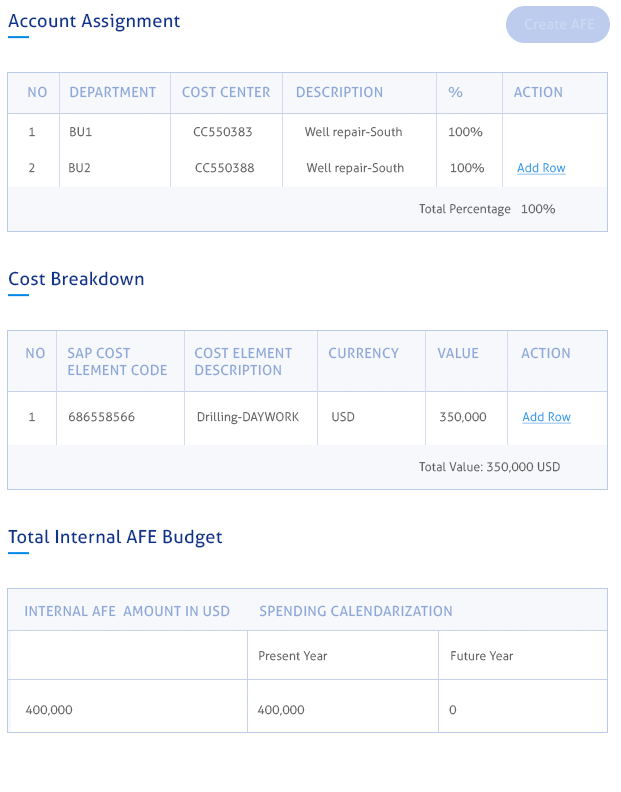 Account Assignment
Create AFE
NO DEPARTMENT COST CENTER DESCRIPTION % ACTION
1 BU1 CC550383 Well repair-South 100%
2 BU2 CC550388 Well repair-South 100% Add Row
Total Percentage 100%
Cost Breakdown
NO SAP COST ELEMENT CODE COST ELEMENT DESCRIPTION CURRENCY VALUE ACTION
1 686558566 Drilling-DAYWORK USD 350,000 Add Row
Total Value: 350,000 USD
Total Internal AFE Budget
INTERNAL AFE AMOUNT IN USD SPENDING CALENDARIZATION
Present Year Future Year
400,000 400,000 0